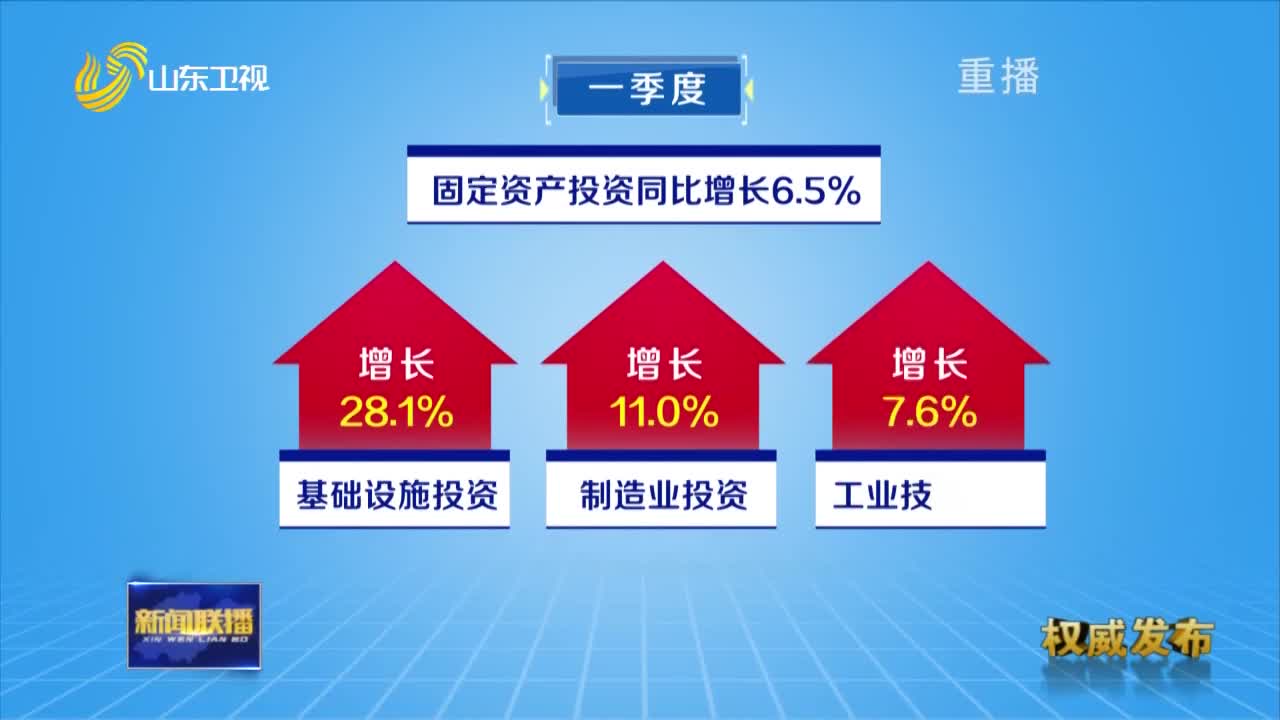 山东卫视
重播
一季度
固定资产投资同比增长6.5%
增长
28.1%
基础设施投资
增长
11.0%
制造业投资
增长
7.6%
工业技
新闻联播
XIN WEN LIAN BO
权威发布